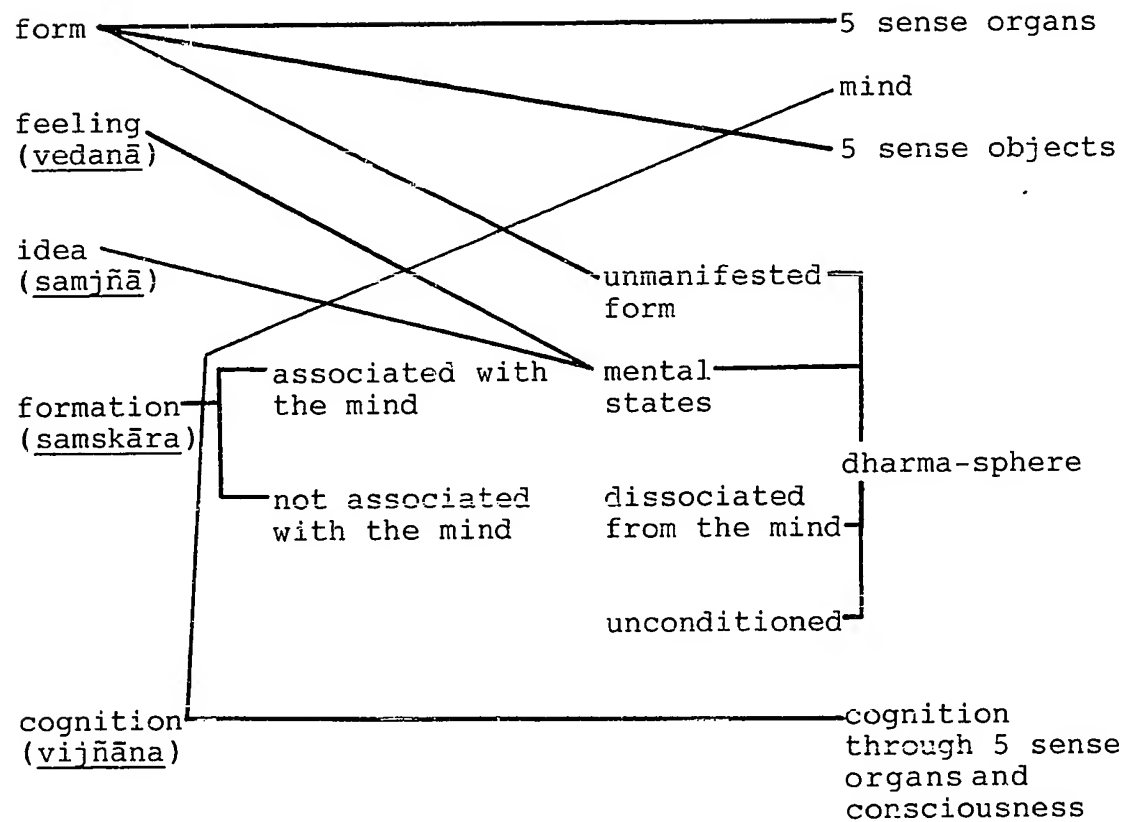 form
5 sense organs
mind
feeling
(vedanā)
5 sense objects
idea
(samjñā)
unmanifested
form
associated with
the mind
mental
states
formation
(samskāra)
dharma-sphere
not associated
with the mind
dissociated
from the mind
unconditioned
cognition
(vijñāna)
cognition
through 5 sense
organs and
consciousness